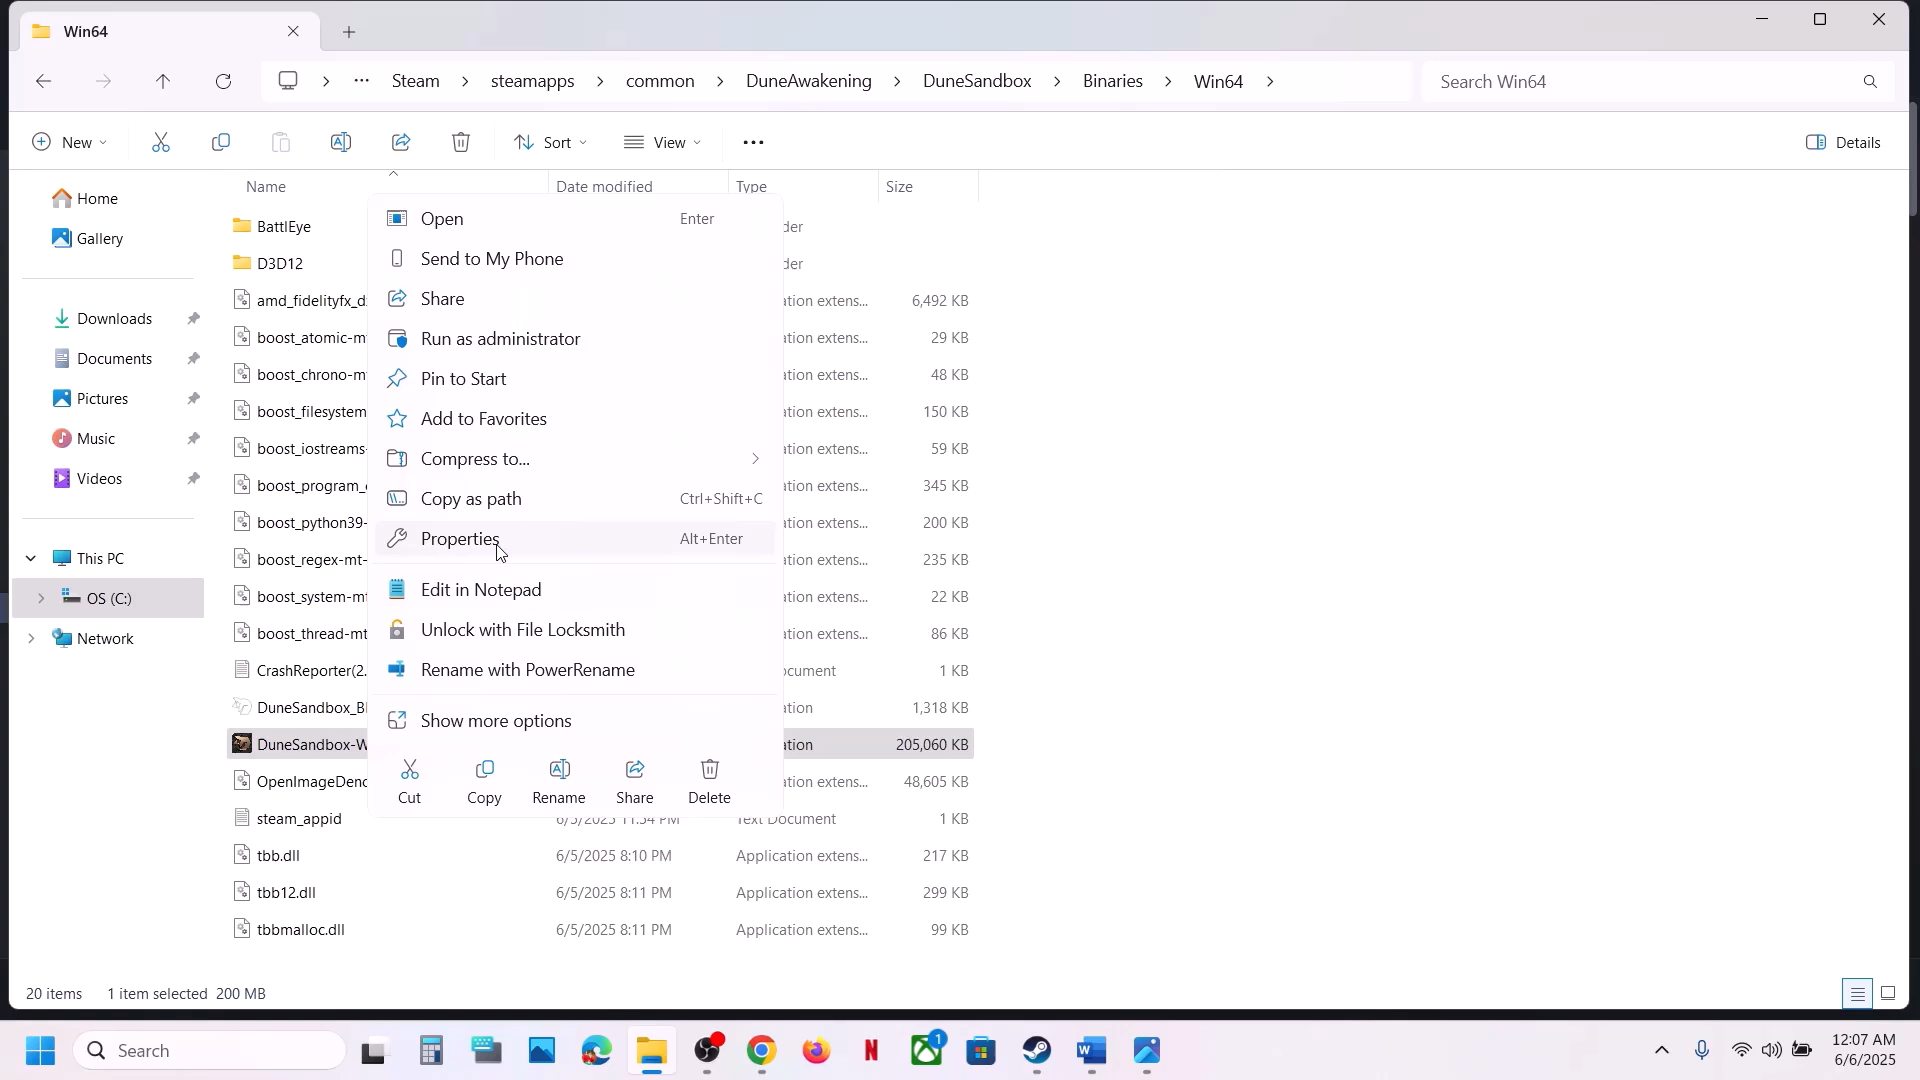 Win64
Steam
steamapps
common
DuneAwakening
DuneSandbox
Binaries
Win64
Search Win64
New
Sort
View
Details
Name
Date modified
Type
Size
Home
Gallery
Downloads
Documents
Pictures
Music
Videos
This PC
OS (C:)
Network
BattlEye
D3D12
amd_fidelityfx_d
ation extens... 6,492 KB
boost_atomic-m
ation extens... 29 KB
boost_chrono-m
ation extens... 48 KB
boost_filesystem
ation extens... 150 KB
boost_iostreams-
ation extens... 59 KB
boost_program_
ation extens... 345 KB
boost_python39-
ation extens... 200 KB
boost_regex-mt-
ation extens... 235 KB
boost_system-m
ation extens... 22 KB
boost_thread-mt
ation extens... 86 KB
CrashReporter(2.
ocument 1 KB
DuneSandbox_B
ation 1,318 KB
DuneSandbox-W
ation 205,060 KB
OpenImageDeno
ation extens... 48,605 KB
steam_appid 6/5/2025 11:54 PM Text Document 1 KB
tbb.dll 6/5/2025 8:10 PM Application extens... 217 KB
tbb12.dll 6/5/2025 8:11 PM Application extens... 299 KB
tbbmalloc.dll 6/5/2025 8:11 PM Application extens... 99 KB
der
der
Open Enter
Send to My Phone
Share
Run as administrator
Pin to Start
Add to Favorites
Compress to...
Copy as path Ctrl+Shift+C
Properties Alt+Enter
Edit in Notepad
Unlock with File Locksmith
Rename with PowerRename
Show more options
Cut Copy Rename Share Delete
20 items 1 item selected 200 MB
Search
1
12:07 AM
6/6/2025